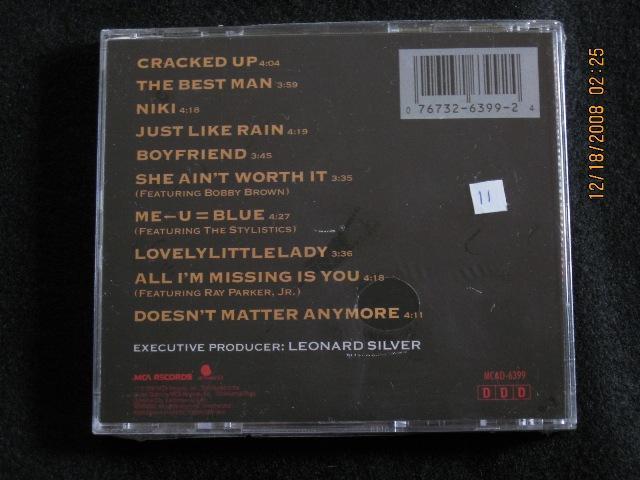 CRACKED UP 4:04
THE BEST MAN 3:59
NIKI 4:18
JUST LIKE RAIN 4:19
BOYFRIEND 3:45
SHE AIN'T WORTH IT 3:35
(FEATURING BOBBY BROWN)
ME–U=BLUE 4:27
(FEATURING THE STYLISTICS)
LOVELYLITTLELADY 3:36
ALL I'M MISSING IS YOU 4:18
(FEATURING RAY PARKER, JR.)
DOESN'T MATTER ANYMORE 4:11
EXECUTIVE PRODUCER: LEONARD SILVER
MCA RECORDS
0 76732-6399-2 4
11
MCAD-6399
D D D
12/18/2008 02:25